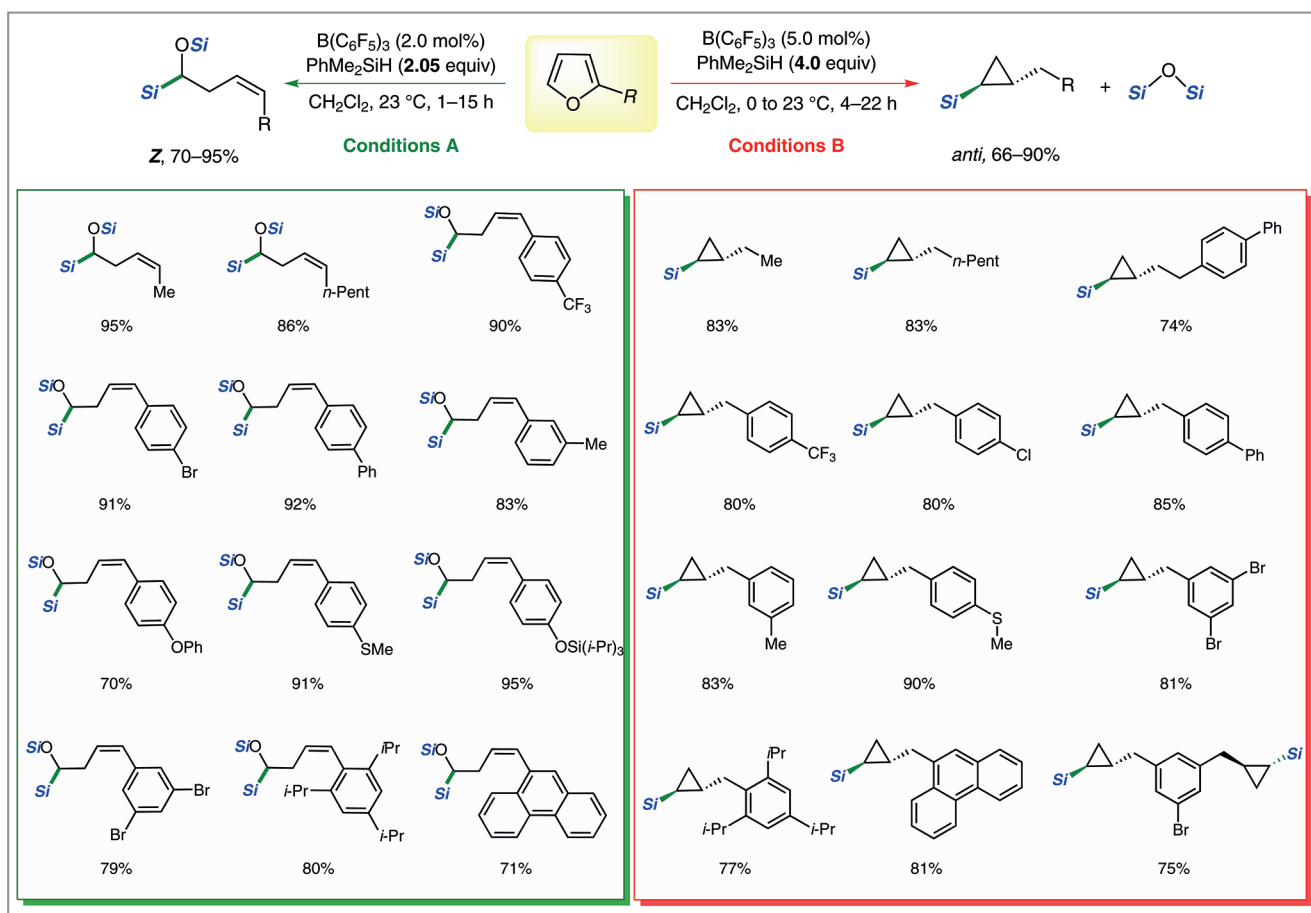 OSi
Si
R
Z, 70–95%
B(C6F5)3 (2.0 mol%)
PhMe2SiH (2.05 equiv)
CH2Cl2, 23 °C, 1–15 h
Conditions A
O
R
B(C6F5)3 (5.0 mol%)
PhMe2SiH (4.0 equiv)
CH2Cl2, 0 to 23 °C, 4–22 h
Conditions B
Si
R
+
Si
O
Si
anti, 66–90%
OSi
Si
Me
95%
OSi
Si
n-Pent
86%
SiO
Si
CF3
90%
SiO
Si
Br
91%
SiO
Si
Ph
92%
SiO
Si
Me
83%
SiO
Si
OPh
70%
SiO
Si
SMe
91%
SiO
Si
OSi(i-Pr)3
95%
SiO
Si
Br
Br
79%
SiO
Si
iPr
i-Pr
i-Pr
80%
SiO
Si
71%
Si
Me
83%
Si
n-Pent
83%
Si
Ph
74%
Si
CF3
80%
Si
Cl
80%
Si
Ph
85%
Si
Me
83%
Si
S
Me
90%
Si
Br
Br
81%
Si
iPr
i-Pr
i-Pr
77%
Si
81%
Si
Br
Si
75%